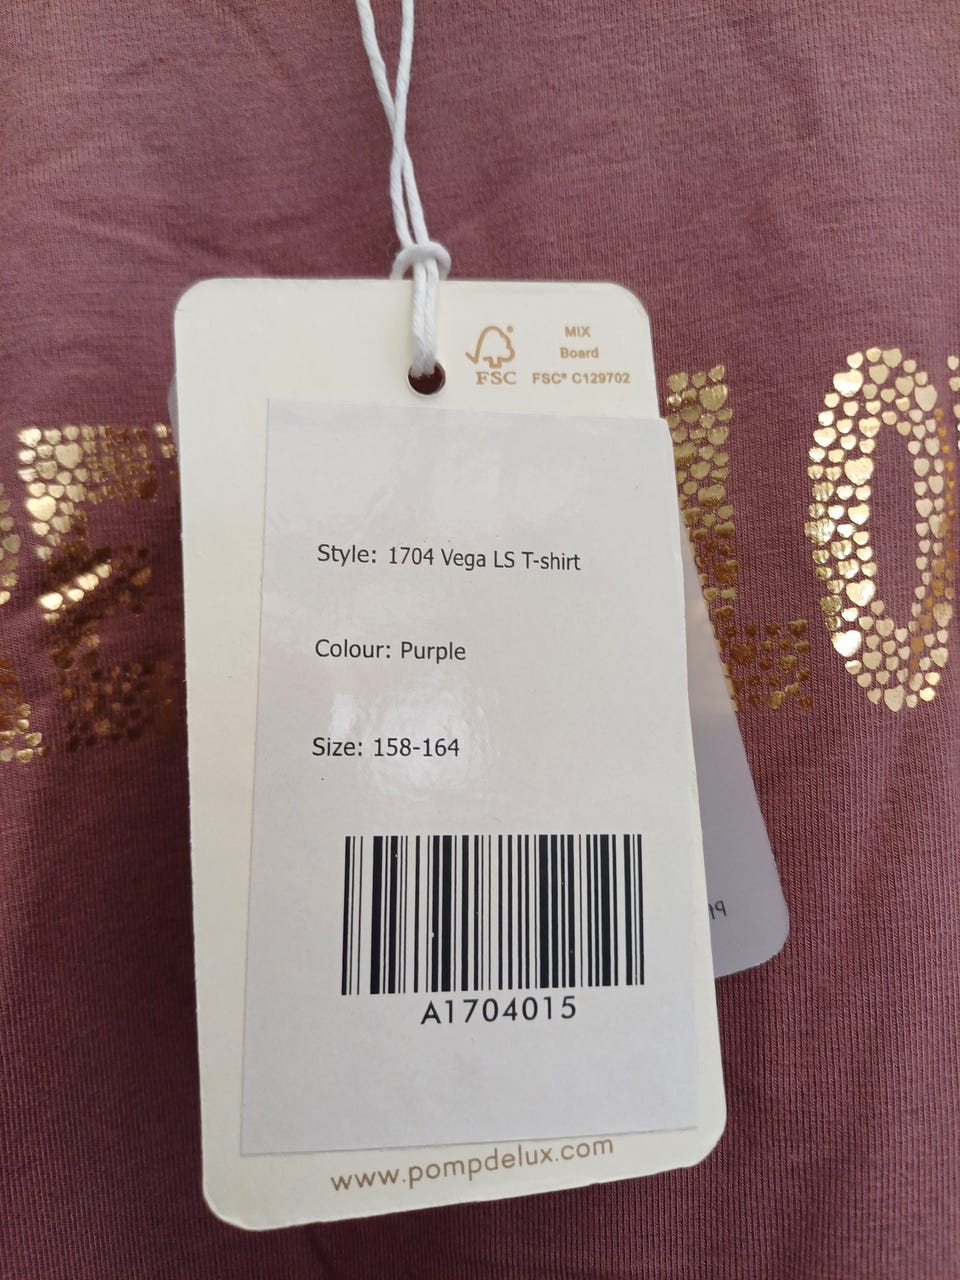 MIX
Board
FSC® C129702
FSC
Style: 1704 Vega LS T-shirt
Colour: Purple
Size: 158-164
A1704015
www.pompdelux.com